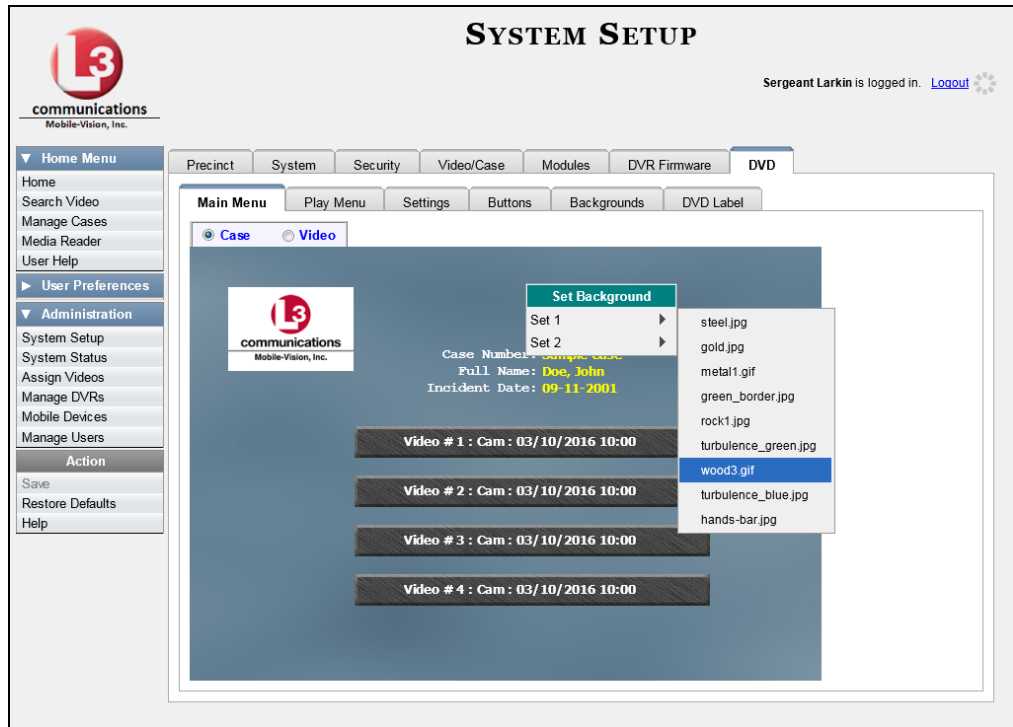 SYSTEM SETUP
L3
communications
Mobile-Vision, Inc.
Sergeant Larkin is logged in. Logout
▼ Home Menu
Home
Search Video
Manage Cases
Media Reader
User Help
▶ User Preferences
▼ Administration
System Setup
System Status
Assign Videos
Manage DVRs
Mobile Devices
Manage Users
Action
Save
Restore Defaults
Help
Precinct System Security Video/Case Modules DVR Firmware DVD
Main Menu Play Menu Settings Buttons Backgrounds DVD Label
Case Video
L3
communications
Mobile-Vision, Inc.
Set Background
Set 1
Set 2
steel.jpg
gold.jpg
metal1.gif
green_border.jpg
rock1.jpg
turbulence_green.jpg
wood3.gif
turbulence_blue.jpg
hands-bar.jpg
Case Number: Sample Case
Full Name: Doe, John
Incident Date: 09-11-2001
Video # 1 : Cam : 03/10/2016 10:00
Video # 2 : Cam : 03/10/2016 10:00
Video # 3 : Cam : 03/10/2016 10:00
Video # 4 : Cam : 03/10/2016 10:00